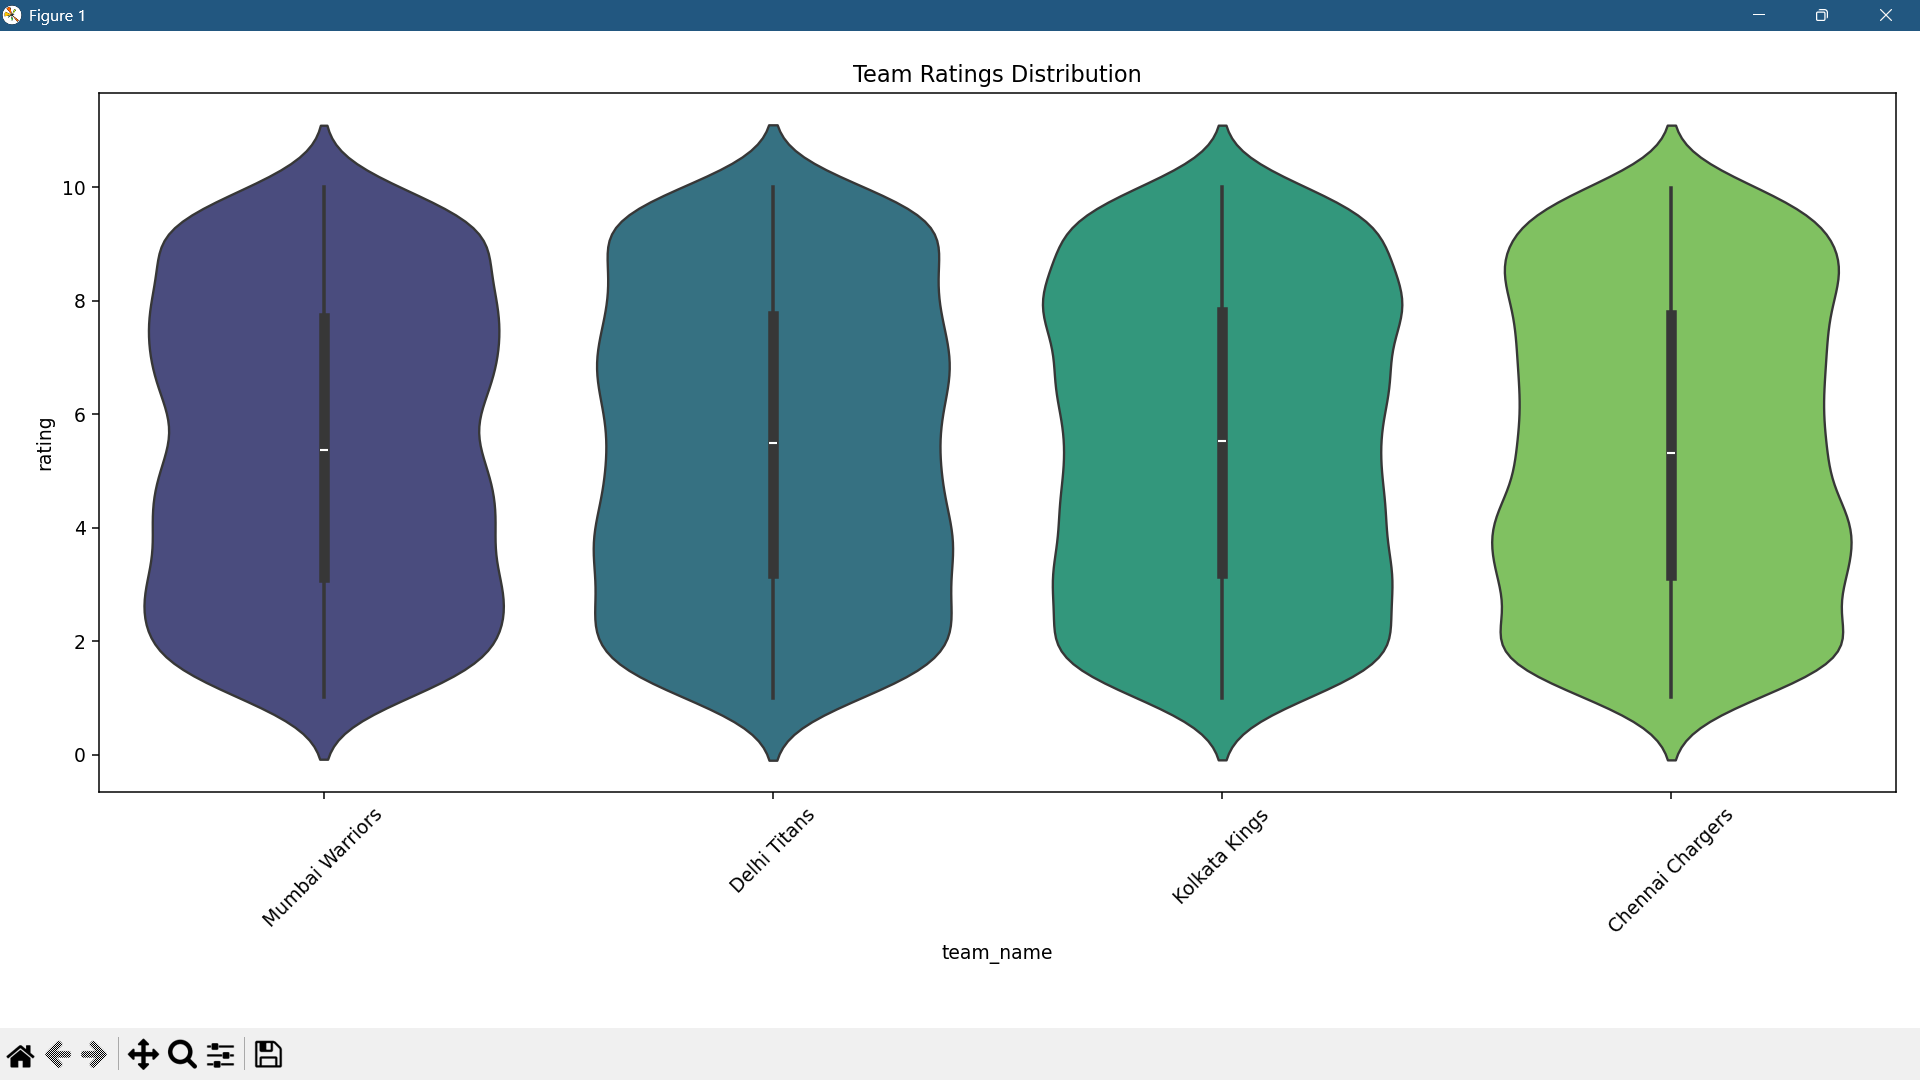 Figure 1
Team Ratings Distribution
10
8
6
4
2
0
rating
Mumbai Warriors
Delhi Titans
Kolkata Kings
Chennai Chargers
team_name